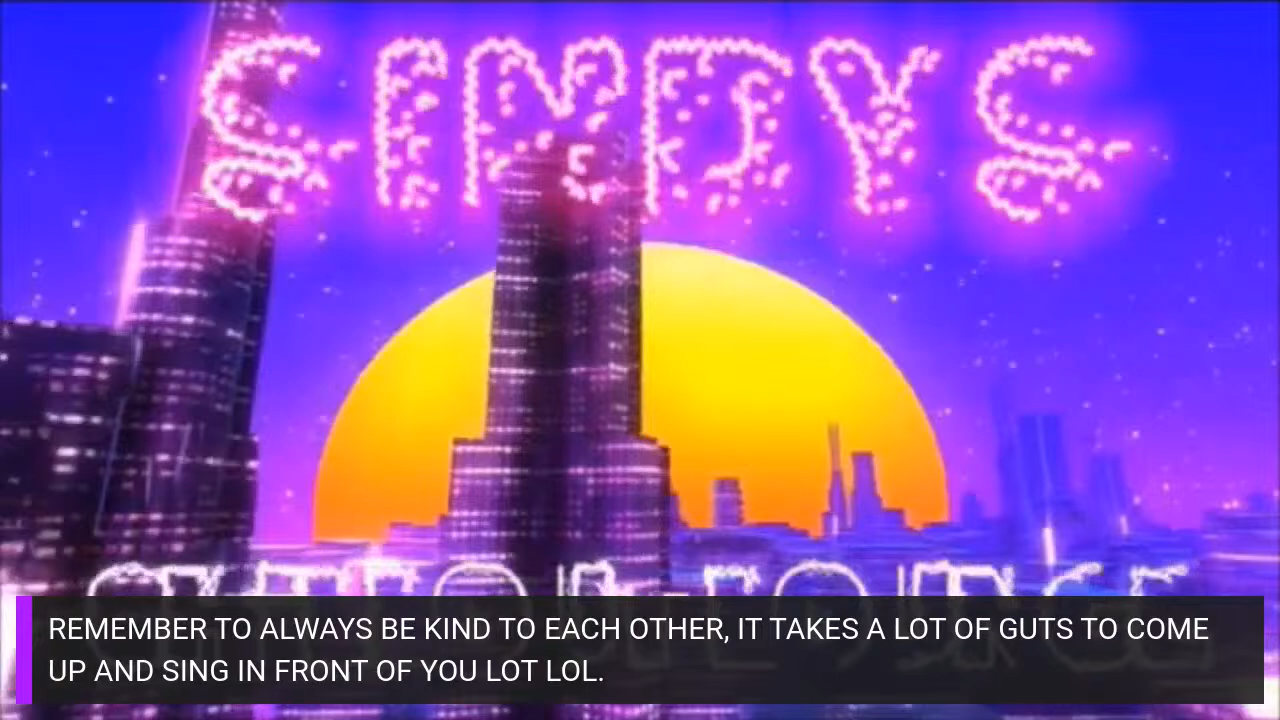 SINDYS
REMEMBER TO ALWAYS BE KIND TO EACH OTHER, IT TAKES A LOT OF GUTS TO COME
UP AND SING IN FRONT OF YOU LOT LOL.